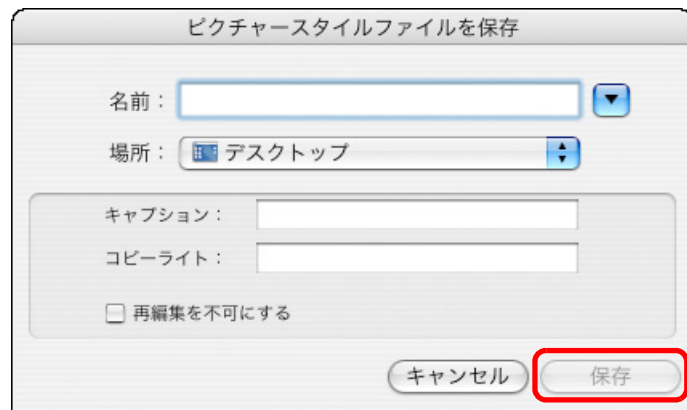 ピクチャースタイルファイルを保存
名前：
場所： デスクトップ
キャプション：
コピーライト：
再編集を不可にする
キャンセル 保存